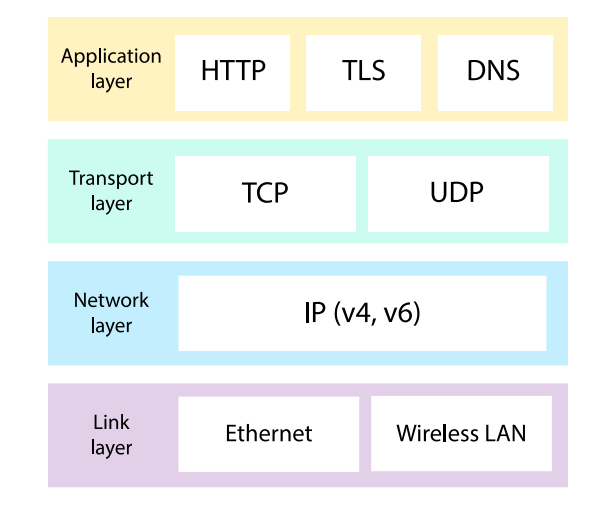 Application
layer
HTTP
TLS
DNS
Transport
layer
TCP
UDP
Network
layer
IP (v4, v6)
Link
layer
Ethernet
Wireless LAN